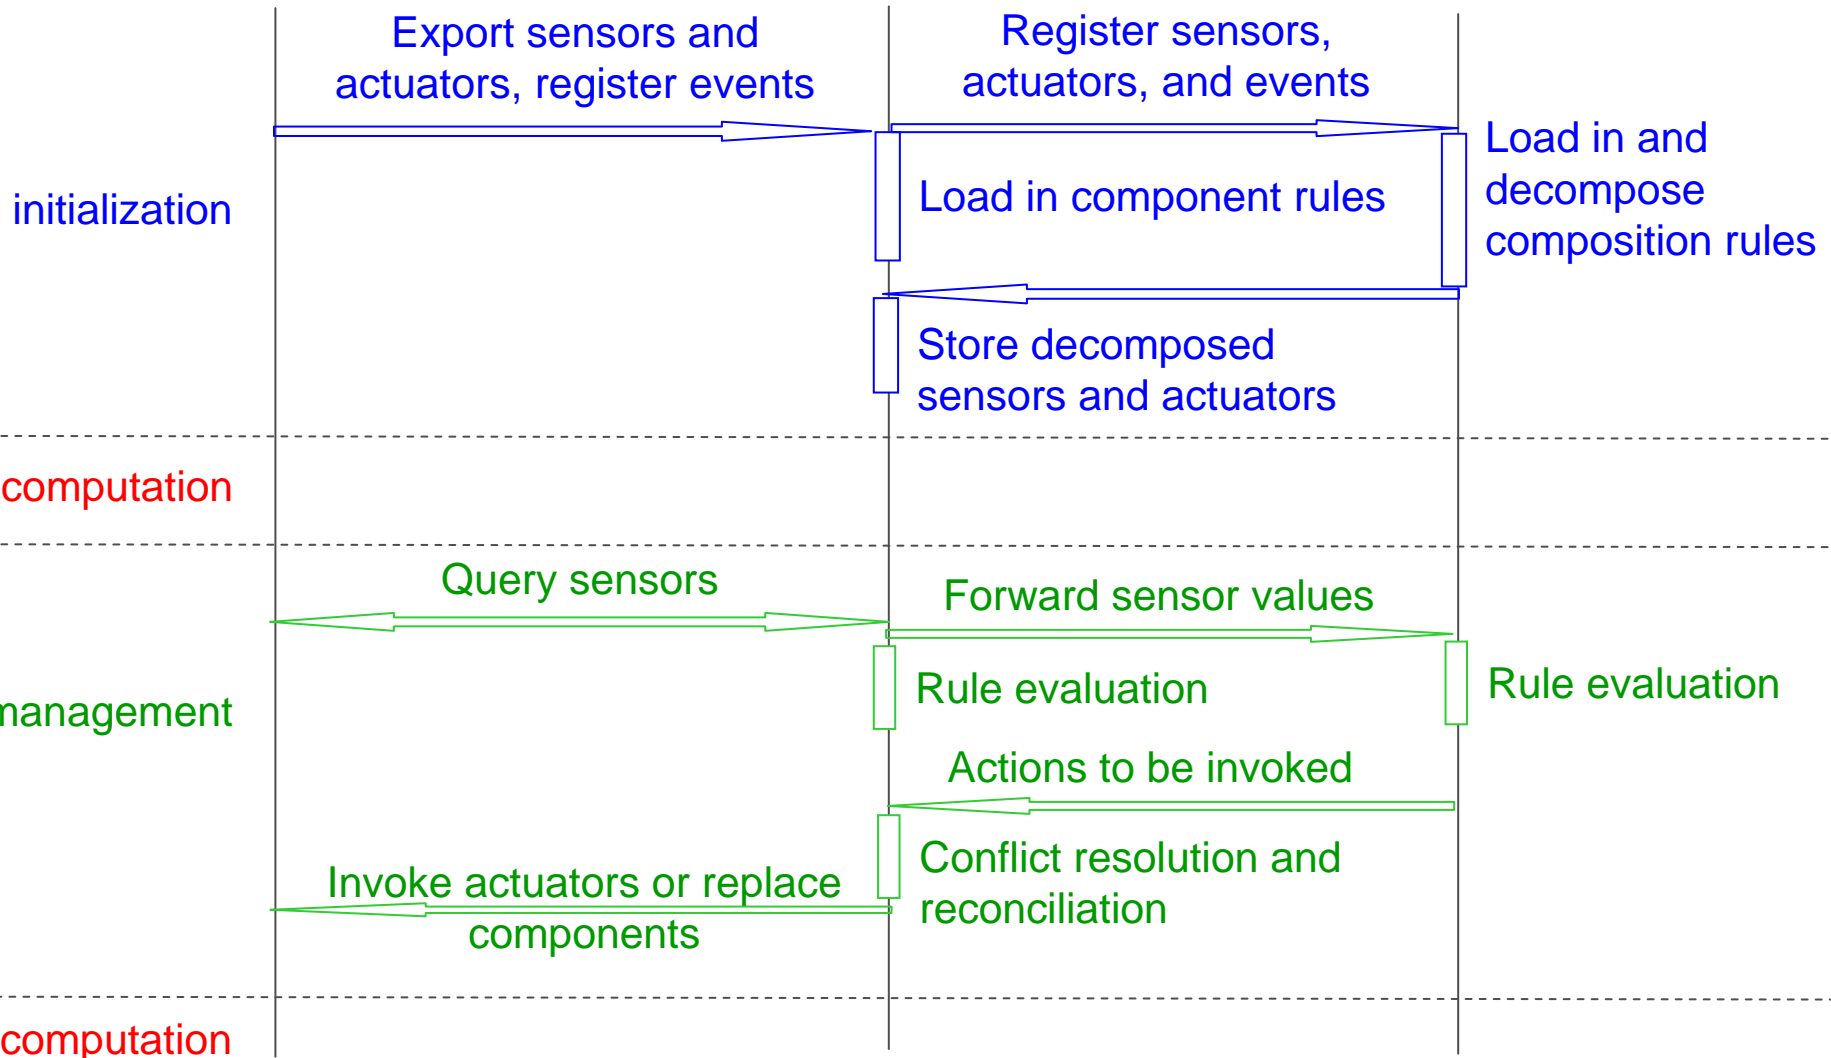 Export sensors and
actuators, register events
Register sensors,
actuators, and events
initialization
Load in component rules
Load in and
decompose
composition rules
Store decomposed
sensors and actuators
computation
Query sensors
Forward sensor values
management
Rule evaluation
Rule evaluation
Actions to be invoked
Invoke actuators or replace
components
Conflict resolution and
reconciliation
computation